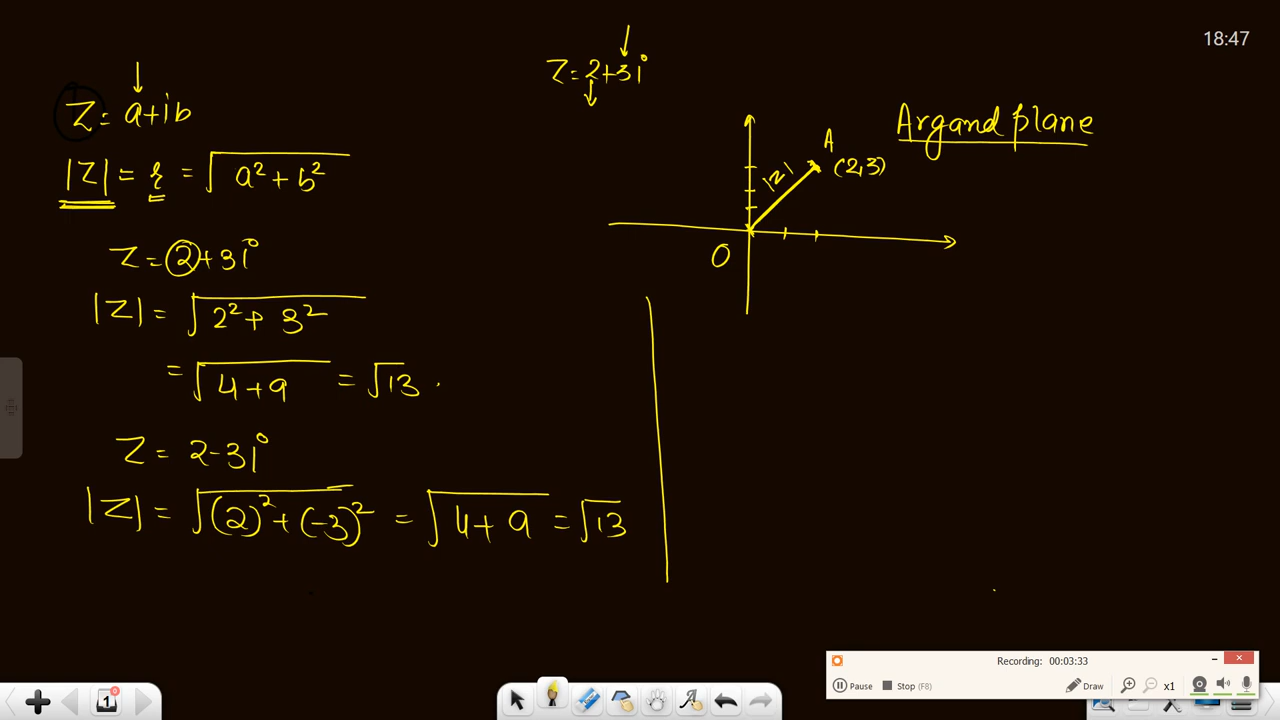 18:47
Z = a+ib
|Z| = r = √a²+b²
Z = 2+3i
|Z| = √2²+3²
= √4+9 = √13
Z = 2-3i
|Z| = √(2)²+(-3)² = √4+9 = √13
Z = 2+3i
Argand plane
A
(2,3)
|Z|
O
Recording: 00:03:33
Pause Stop (F8) Draw x1
1 0